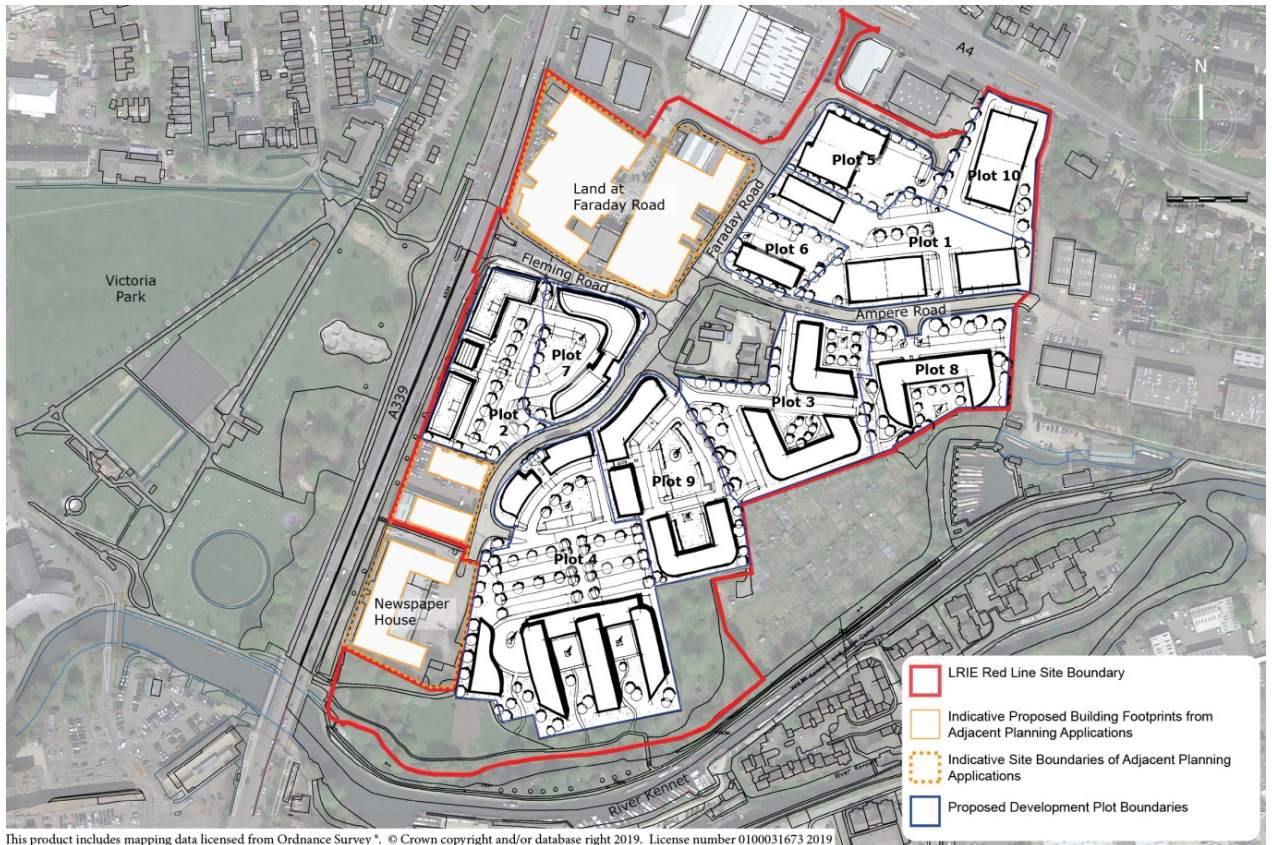 A4
N
Plot 5
Plot 10
Land at
Faraday Road
Faraday Road
Plot 6
Plot 1
Victoria
Park
Fleming Road
Ampere Road
A339
Plot
7
Plot 8
Plot
2
Plot 3
Plot 9
Plot 4
Newspaper
House
River Kennet
River Kennet
LRIE Red Line Site Boundary
Indicative Proposed Building Footprints from
Adjacent Planning Applications
Indicative Site Boundaries of Adjacent Planning
Applications
Proposed Development Plot Boundaries
This product includes mapping data licensed from Ordnance Survey ®. © Crown copyright and/or database right 2019. License number 0100031673 2019